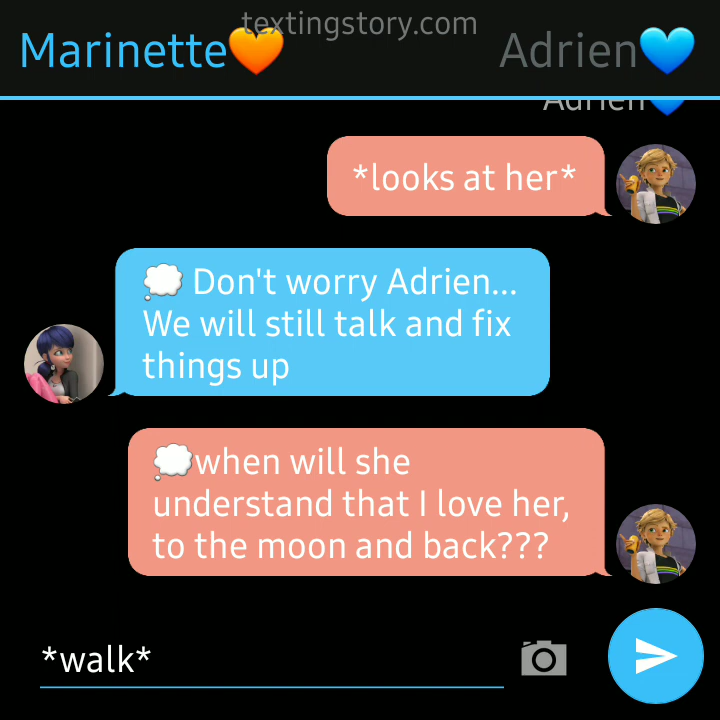 textingstory.com
Marinette🧡 Adrien💙
Adrien💙
*looks at her*
💭 Don't worry Adrien...
We will still talk and fix
things up
💭when will she
understand that I love her,
to the moon and back???
*walk*